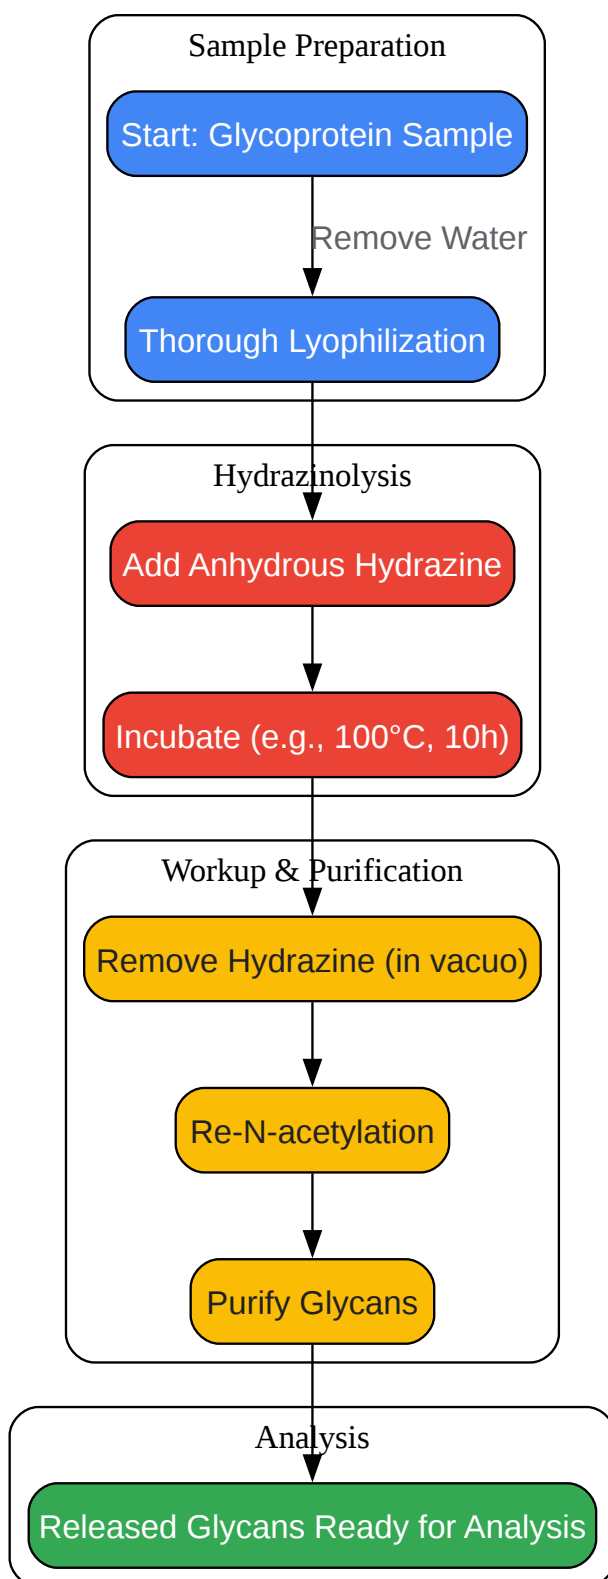 Sample Preparation
Start: Glycoprotein Sample
Remove Water
Thorough Lyophilization
Hydrazinolysis
Add Anhydrous Hydrazine
Incubate (e.g., 100°C, 10h)
Workup & Purification
Remove Hydrazine (in vacuo)
Re-N-acetylation
Purify Glycans
Analysis
Released Glycans Ready for Analysis